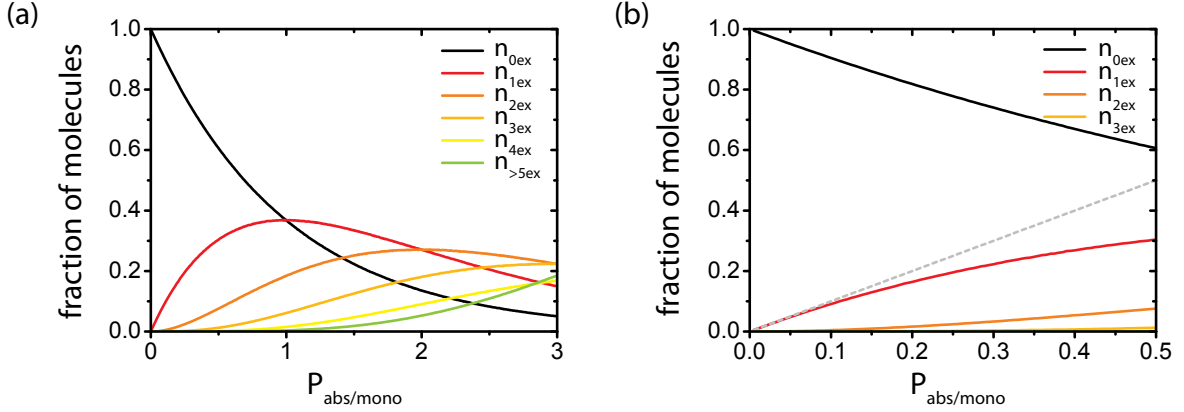 (a)
fraction of molecules
1.0
0.8
0.6
0.4
0.2
0.0
n0ex
n1ex
n2ex
n3ex
n4ex
n>5ex
0
1
2
3
Pabs/mono
(b)
fraction of molecules
1.0
0.8
0.6
0.4
0.2
0.0
n0ex
n1ex
n2ex
n3ex
0.0
0.1
0.2
0.3
0.4
0.5
Pabs/mono